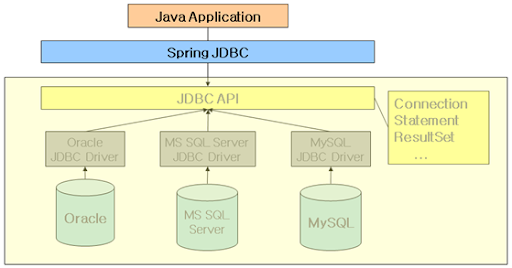 Java Application
Spring JDBC
JDBC API
Connection
Statement
ResultSet
...
Oracle
JDBC Driver
MS SQL Server
JDBC Driver
MySQL
JDBC Driver
Oracle
MS SQL
Server
MySQL